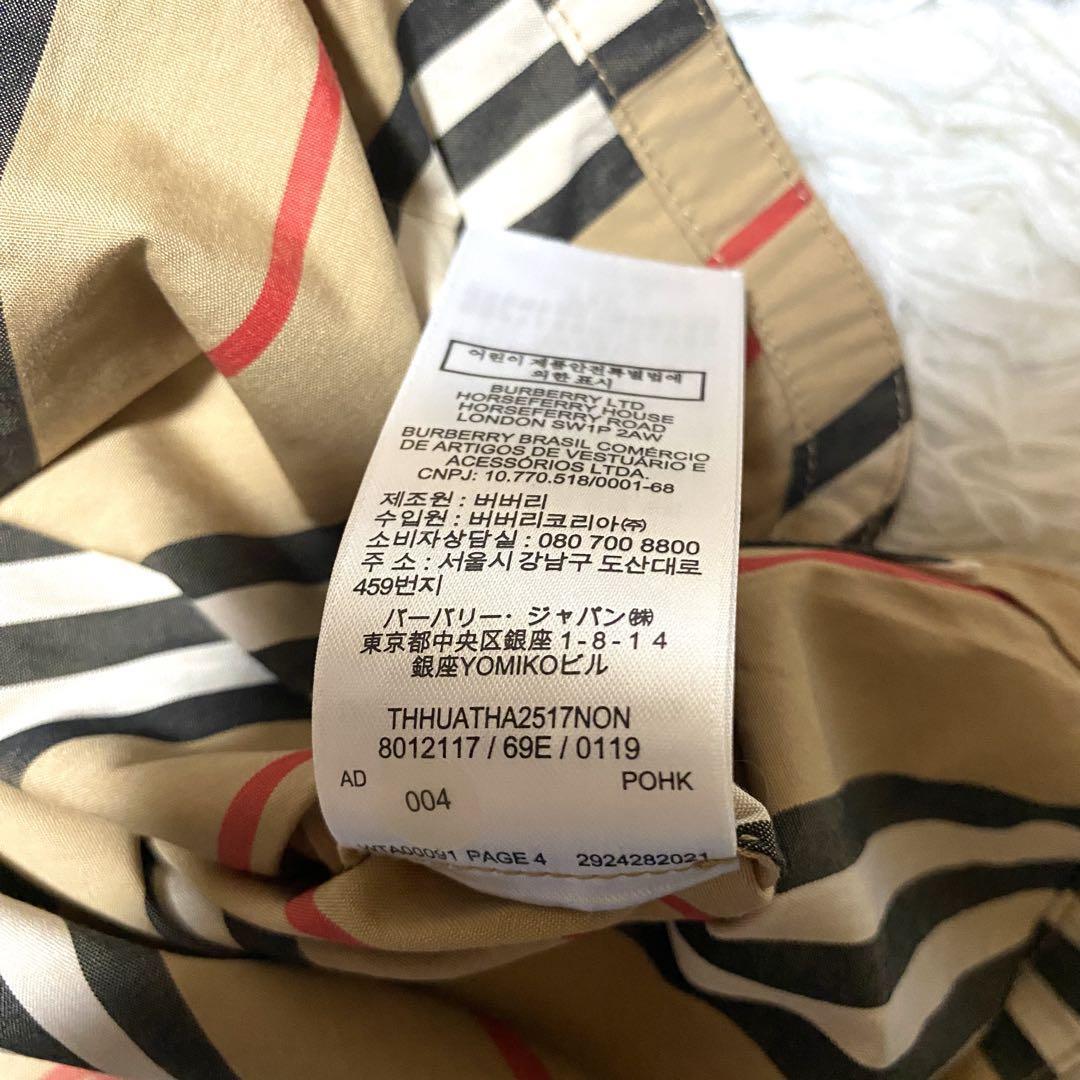 어린이 제품안전특별법에
의한 표시
BURBERRY LTD
HORSEFERRY HOUSE
HORSEFERRY ROAD
LONDON SW1P 2AW
BURBERRY BRASIL COMÉRCIO
DE ARTIGOS DE VESTUÁRIO E
ACESSÓRIOS LTDA.
CNPJ: 10.770.518/0001-68
제조원 : 버버리
수입원 : 버버리코리아㈜
소비자상담실 : 080 700 8800
주 소 : 서울시 강남구 도산대로
459번지
バーバリー・ジャパン㈱
東京都中央区銀座 1-8-14
銀座YOMIKOビル
THHUATHA2517NON
8012117 / 69E / 0119
AD
004
POHK
WTA00091 PAGE 4 2924282021